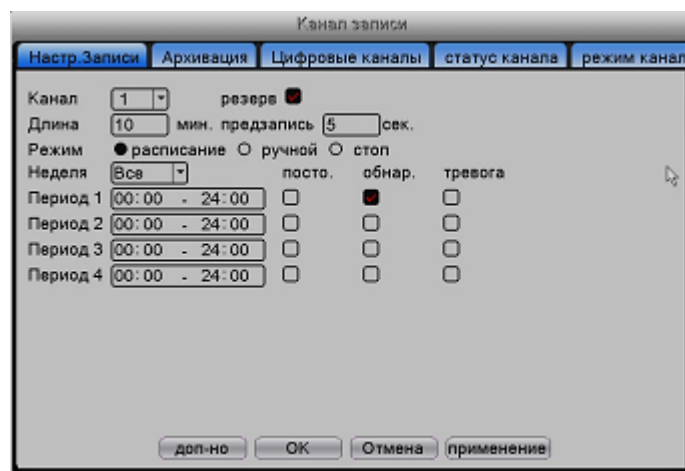 Канал записи
Настр.Записи Архивация Цифровые каналы статус канала режим канал
Канал 1 резерв
Длина 10 мин. предзапись 5 сек.
Режим расписание ручной стоп
Неделя Все посто. обнар. тревога
Период 1 00:00 - 24:00
Период 2 00:00 - 24:00
Период 3 00:00 - 24:00
Период 4 00:00 - 24:00
доп-но OK Отмена применение